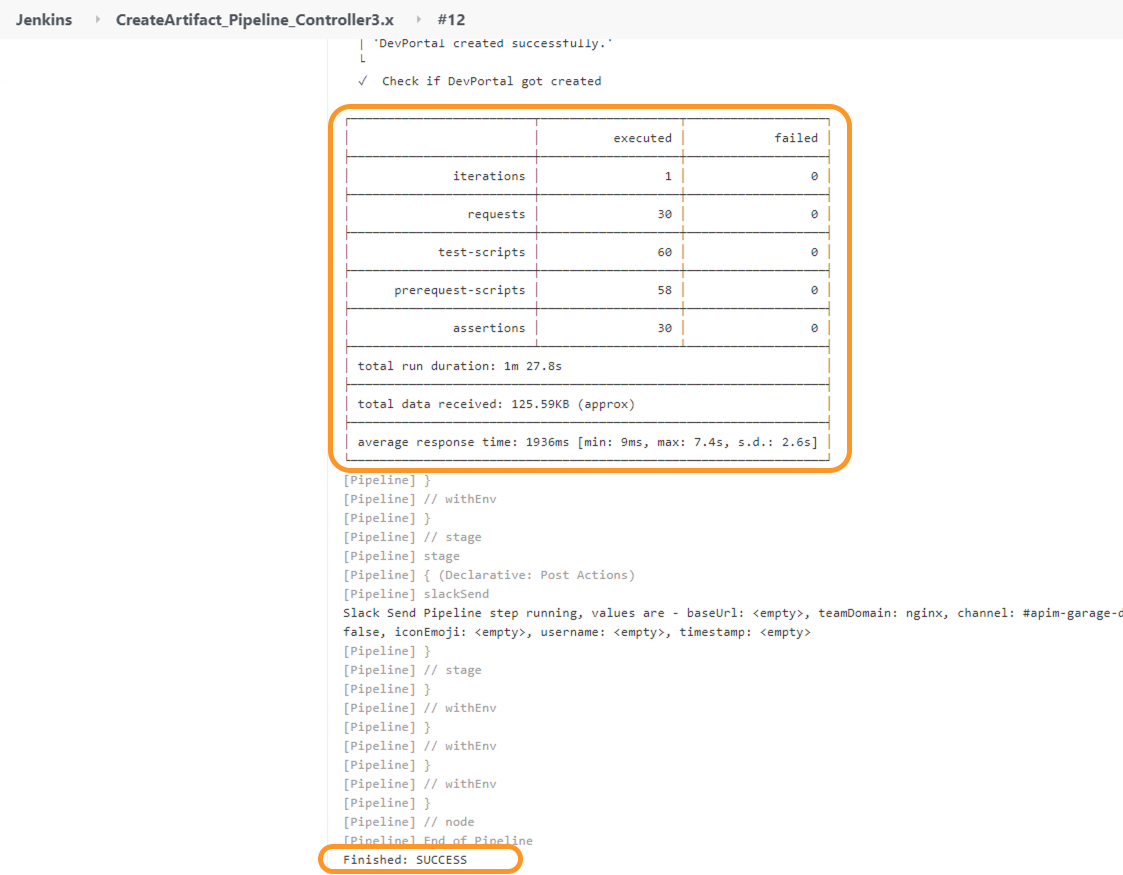 Jenkins CreateArtifact_Pipeline_Controller3.x #12
'DevPortal created successfully.'
✓ Check if DevPortal got created
executed failed
iterations 1 0
requests 30 0
test-scripts 60 0
prerequest-scripts 58 0
assertions 30 0
total run duration: 1m 27.8s
total data received: 125.59KB (approx)
average response time: 1936ms [min: 9ms, max: 7.4s, s.d.: 2.6s]
[Pipeline] }
[Pipeline] // withEnv
[Pipeline] }
[Pipeline] // stage
[Pipeline] stage
[Pipeline] { (Declarative: Post Actions)
[Pipeline] slackSend
Slack Send Pipeline step running, values are - baseUrl: <empty>, teamDomain: nginx, channel: #apim-garage-d
false, iconEmoji: <empty>, username: <empty>, timestamp: <empty>
[Pipeline] }
[Pipeline] // stage
[Pipeline] }
[Pipeline] // withEnv
[Pipeline] }
[Pipeline] // withEnv
[Pipeline] }
[Pipeline] // withEnv
[Pipeline] }
[Pipeline] // node
[Pipeline] End of Pipeline
Finished: SUCCESS